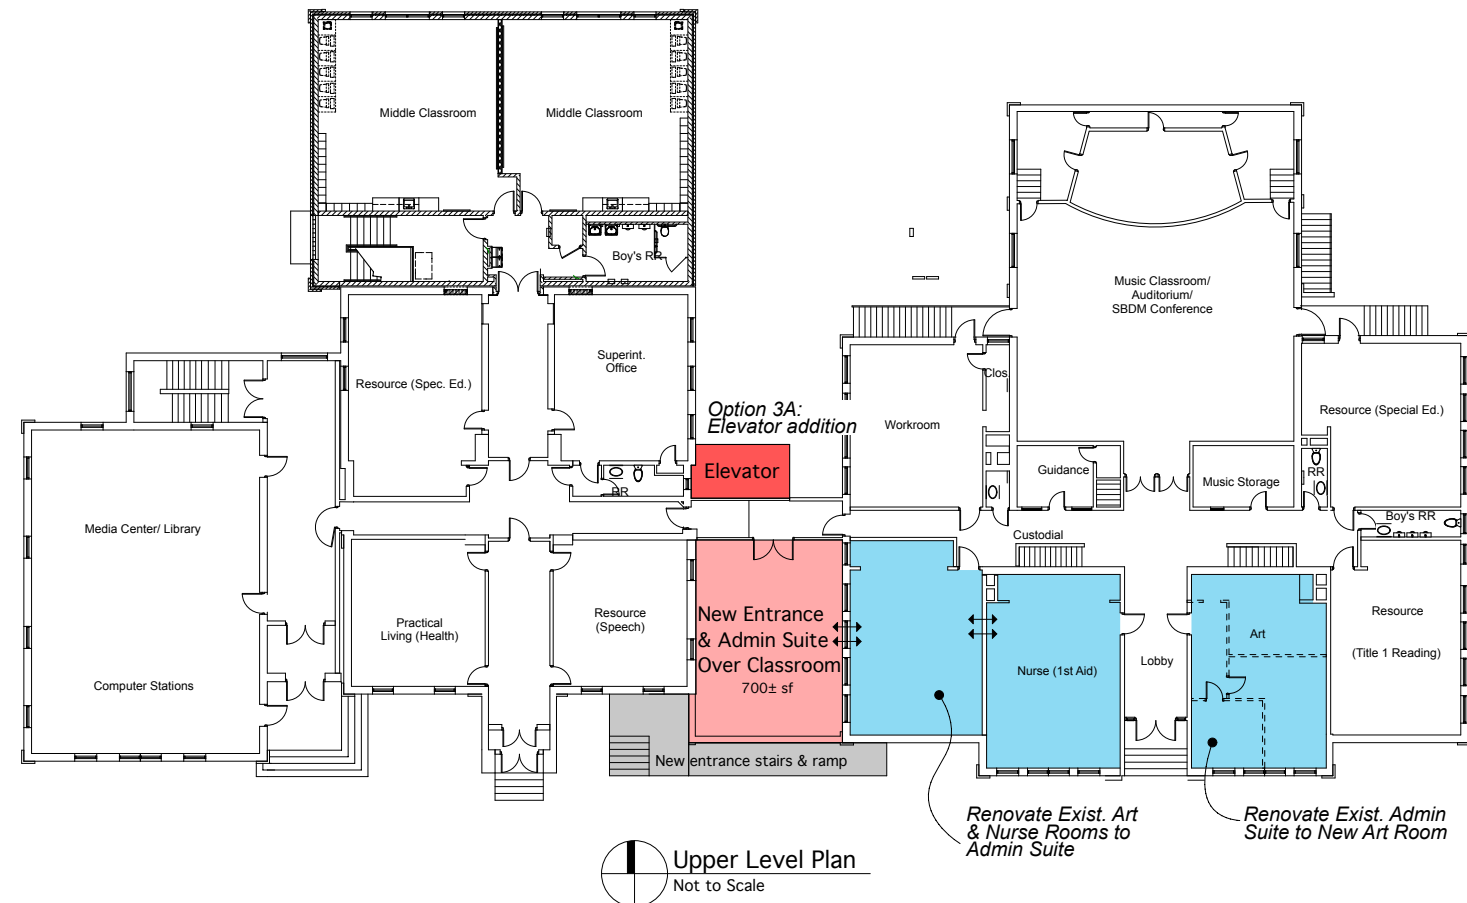 Middle Classroom
Middle Classroom
Boy's RR
Music Classroom/
Auditorium/
SBDM Conference
Superint.
Office
Resource (Spec. Ed.)
Clos.
Option 3A:
Elevator addition
Workroom
Resource (Special Ed.)
Elevator
Guidance
RR
Music Storage
RR
Media Center/ Library
Boy's RR
Custodial
New Entrance
& Admin Suite
Over Classroom
700± sf
Practical
Living (Health)
Resource
(Speech)
Resource
(Title 1 Reading)
Art
Lobby
Nurse (1st Aid)
Computer Stations
New entrance stairs & ramp
Renovate Exist. Art
& Nurse Rooms to
Admin Suite
Renovate Exist. Admin
Suite to New Art Room
Upper Level Plan
Not to Scale